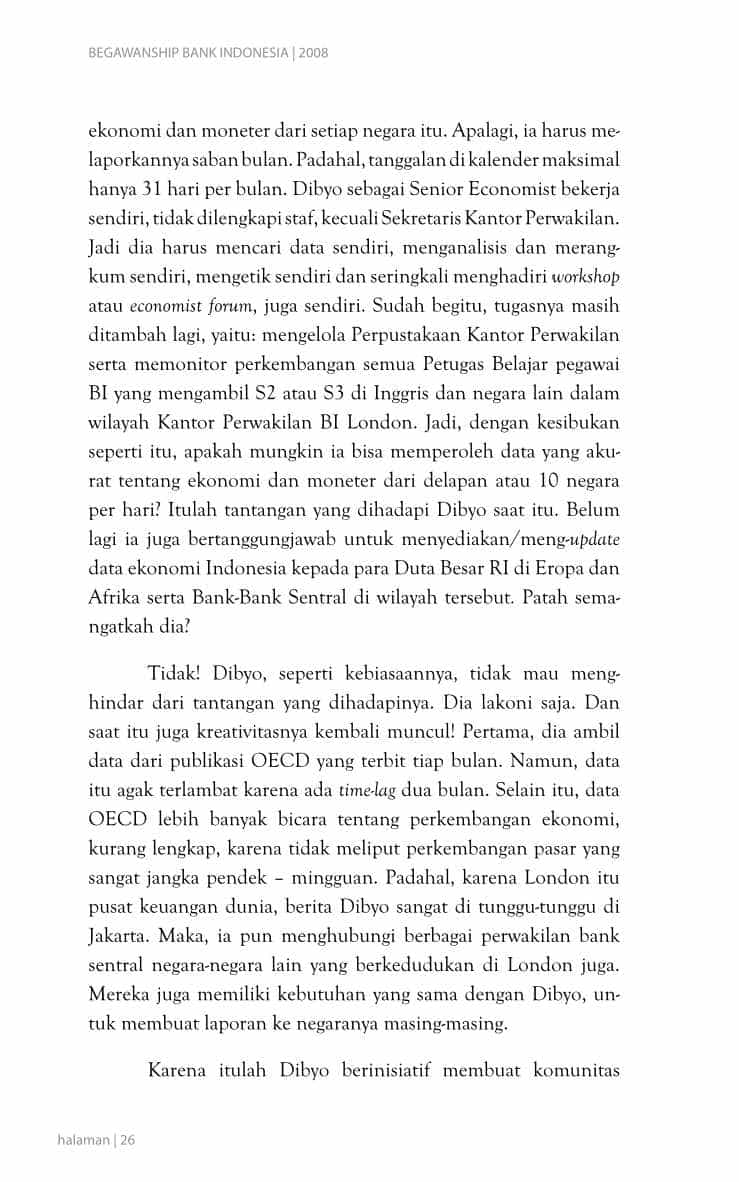 BEGAWANSHIP BANK INDONESIA | 2008
ekonomi dan moneter dari setiap negara itu. Apalagi, ia harus me-
laporkannya saban bulan. Padahal, tanggalan di kalender maksimal
hanya 31 hari per bulan. Dibyo sebagai Senior Economist bekerja
sendiri, tidak dilengkapi staf, kecuali Sekretaris Kantor Perwakilan.
Jadi dia harus mencari data sendiri, menganalisis dan merang-
kum sendiri, mengetik sendiri dan seringkali menghadiri workshop
atau economist forum, juga sendiri. Sudah begitu, tugasnya masih
ditambah lagi, yaitu: mengelola Perpustakaan Kantor Perwakilan
serta memonitor perkembangan semua Petugas Belajar pegawai
BI yang mengambil S2 atau S3 di Inggris dan negara lain dalam
wilayah Kantor Perwakilan BI London. Jadi, dengan kesibukan
seperti itu, apakah mungkin ia bisa memperoleh data yang aku-
rat tentang ekonomi dan moneter dari delapan atau 10 negara
per hari? Itulah tantangan yang dihadapi Dibyo saat itu. Belum
lagi ia juga bertanggungjawab untuk menyediakan/meng-update
data ekonomi Indonesia kepada para Duta Besar RI di Eropa dan
Afrika serta Bank-Bank Sentral di wilayah tersebut. Patah sema-
ngatkah dia?
Tidak! Dibyo, seperti kebiasaannya, tidak mau meng-
hindar dari tantangan yang dihadapinya. Dia lakoni saja. Dan
saat itu juga kreativitasnya kembali muncul! Pertama, dia ambil
data dari publikasi OECD yang terbit tiap bulan. Namun, data
itu agak terlambat karena ada time-lag dua bulan. Selain itu, data
OECD lebih banyak bicara tentang perkembangan ekonomi,
kurang lengkap, karena tidak meliput perkembangan pasar yang
sangat jangka pendek – mingguan. Padahal, karena London itu
pusat keuangan dunia, berita Dibyo sangat di tunggu-tunggu di
Jakarta. Maka, ia pun menghubungi berbagai perwakilan bank
sentral negara-negara lain yang berkedudukan di London juga.
Mereka juga memiliki kebutuhan yang sama dengan Dibyo, un-
tuk membuat laporan ke negaranya masing-masing.
Karena itulah Dibyo berinisiatif membuat komunitas
halaman | 26